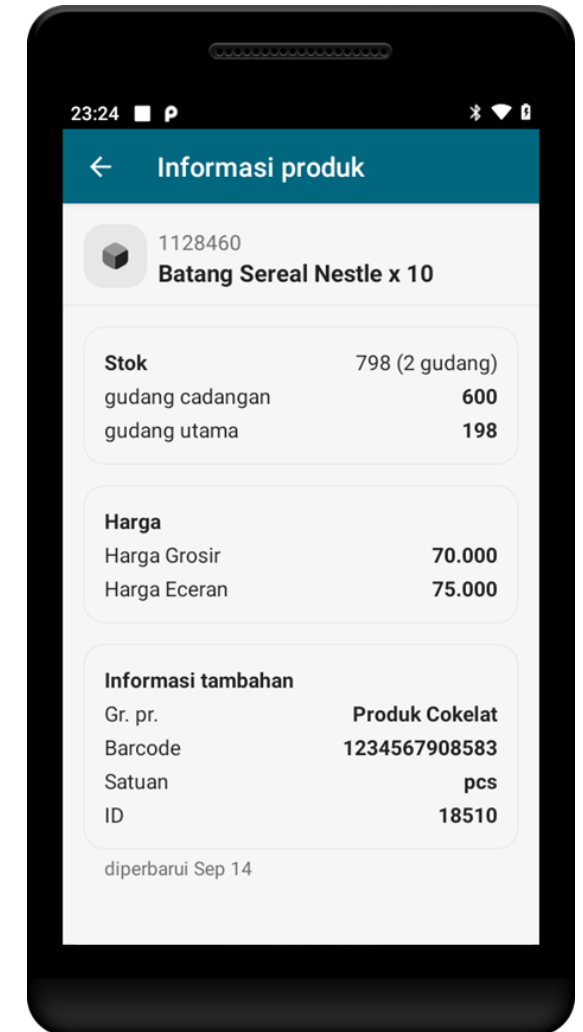 23:24
Informasi produk
1128460
Batang Sereal Nestle x 10
Stok 798 (2 gudang)
gudang cadangan 600
gudang utama 198
Harga
Harga Grosir 70.000
Harga Eceran 75.000
Informasi tambahan
Gr. pr. Produk Cokelat
Barcode 1234567908583
Satuan pcs
ID 18510
diperbarui Sep 14